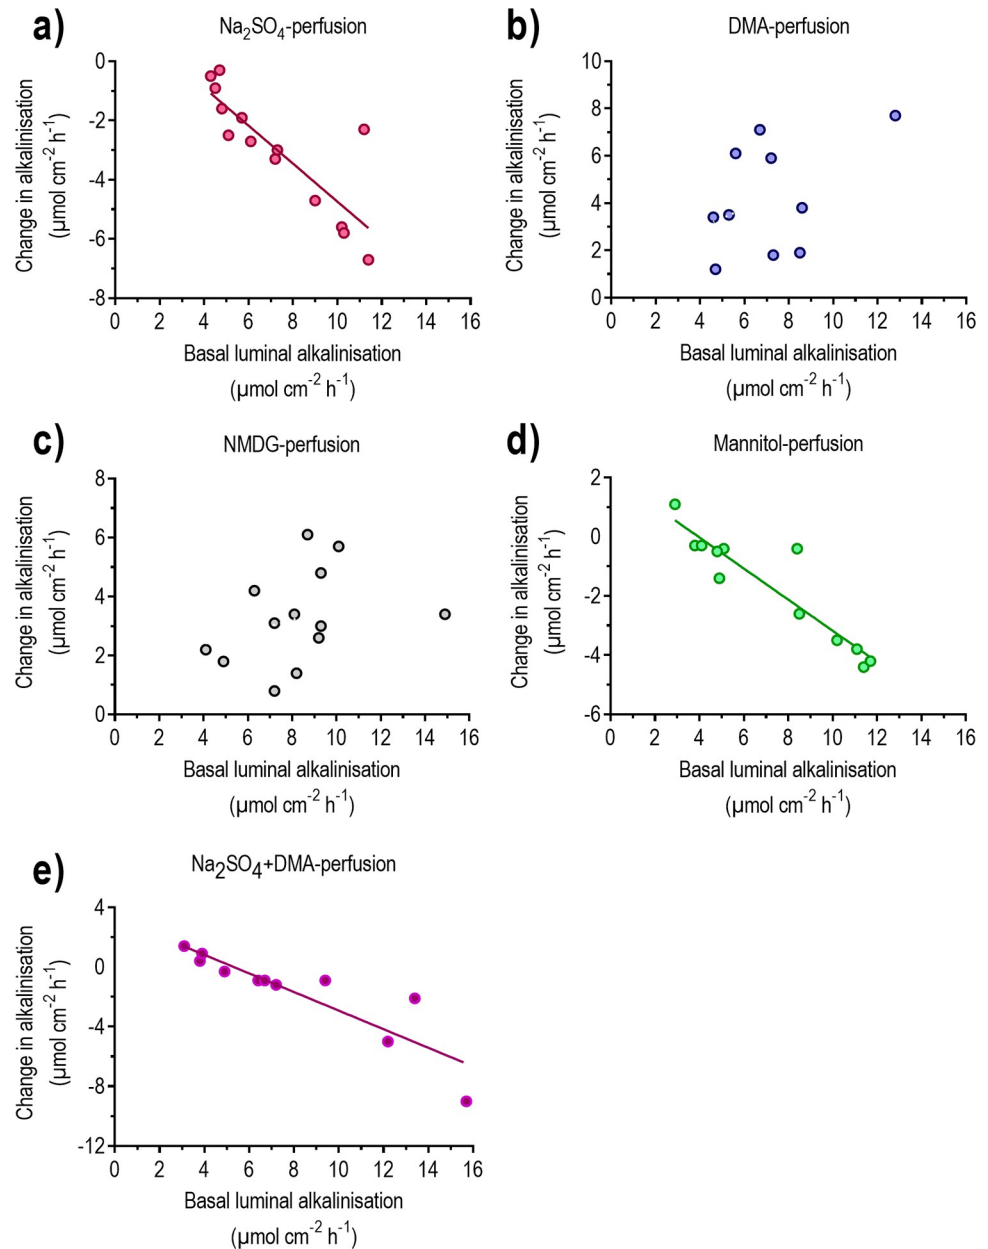 a)
Na₂SO₄-perfusion
Change in alkalinisation
(µmol cm⁻² h⁻¹)
0
-2
-4
-6
-8
0 2 4 6 8 10 12 14 16
Basal luminal alkalinisation
(µmol cm⁻² h⁻¹)
b)
DMA-perfusion
Change in alkalinisation
(µmol cm⁻² h⁻¹)
10
8
6
4
2
0
0 2 4 6 8 10 12 14 16
Basal luminal alkalinisation
(µmol cm⁻² h⁻¹)
c)
NMDG-perfusion
Change in alkalinisation
(µmol cm⁻² h⁻¹)
8
6
4
2
0
0 2 4 6 8 10 12 14 16
Basal luminal alkalinisation
(µmol cm⁻² h⁻¹)
d)
Mannitol-perfusion
Change in alkalinisation
(µmol cm⁻² h⁻¹)
2
0
-2
-4
-6
0 2 4 6 8 10 12 14 16
Basal luminal alkalinisation
(µmol cm⁻² h⁻¹)
e)
Na₂SO₄+DMA-perfusion
Change in alkalinisation
(µmol cm⁻² h⁻¹)
4
0
-4
-8
-12
0 2 4 6 8 10 12 14 16
Basal luminal alkalinisation
(µmol cm⁻² h⁻¹)